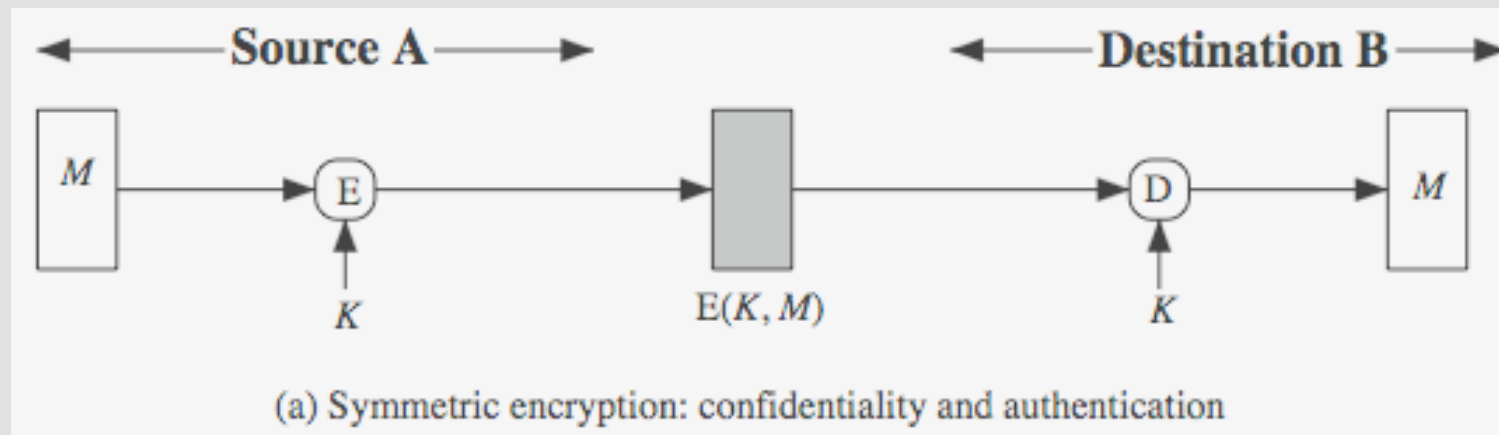 Source A Destination B
M E D M
K E(K, M) K
(a) Symmetric encryption: confidentiality and authentication